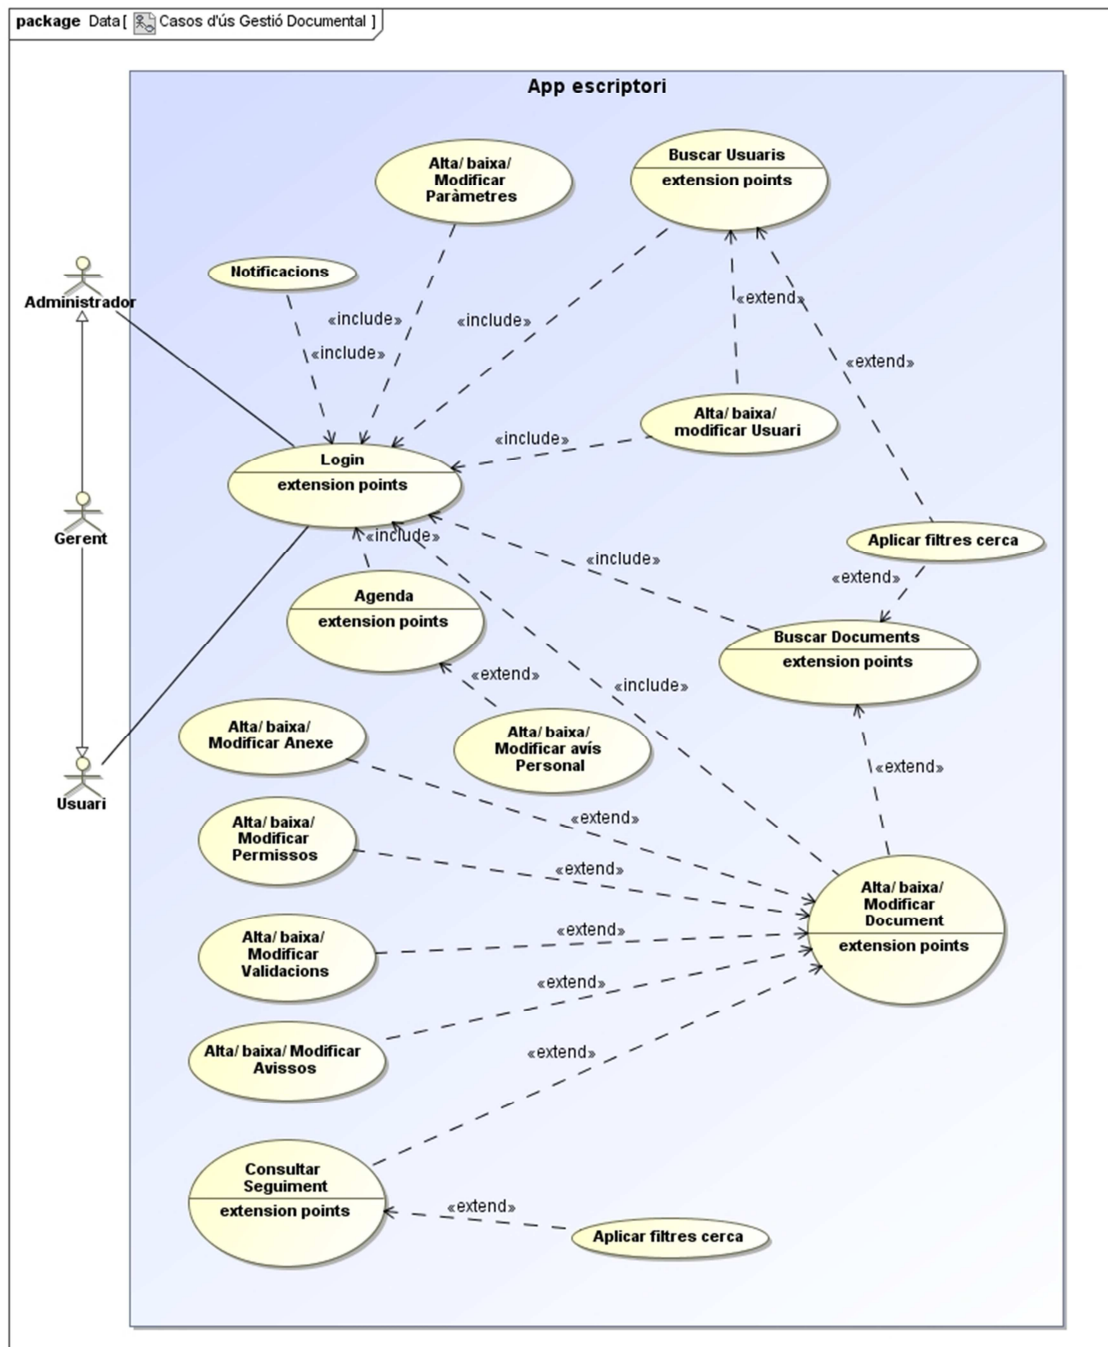 package Data [ Casos d'ús Gestió Documental ]
App escriptori
Alta/ baixa/
Modificar
Paràmetres
Buscar Usuaris
extension points
Notificacions
Administrador
«include»
«include»
«include»
«extend»
«extend»
Alta/ baixa/
modificar Usuari
«include»
Login
extension points
Gerent
«include»
Aplicar filtres cerca
«include»
«extend»
Agenda
extension points
Buscar Documents
extension points
«extend»
«include»
Alta/ baixa/
Modificar Anexe
Alta/ baixa/
Modificar avís
Personal
«extend»
Usuari
«extend»
Alta/ baixa/
Modificar
Permissos
«extend»
Alta/ baixa/
Modificar
Document
extension points
«extend»
Alta/ baixa/
Modificar
Validacions
«extend»
Alta/ baixa/ Modificar
Avissos
«extend»
Consultar
Seguiment
extension points
«extend»
Aplicar filtres cerca